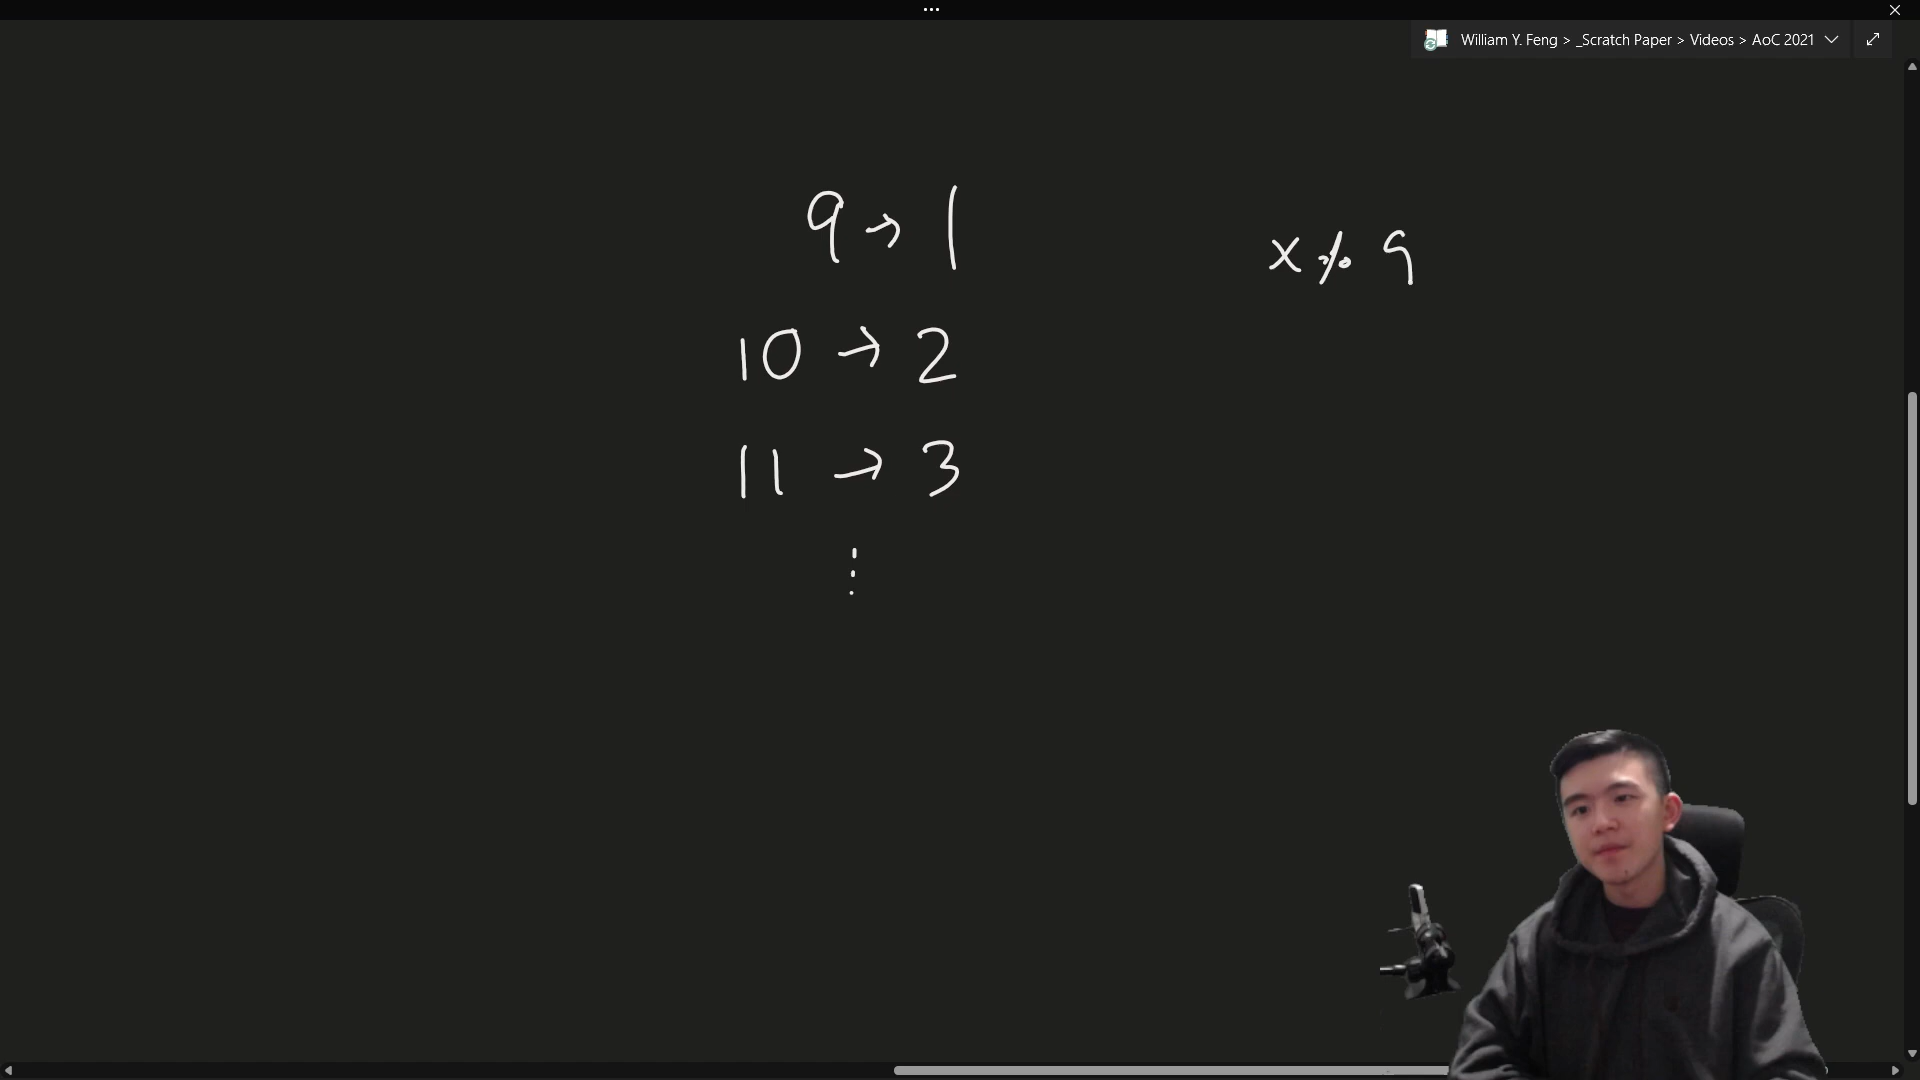 William Y. Feng > _Scratch Paper > Videos > AoC 2021
9 → 1
x % 9
10 → 2
11 → 3
⋮